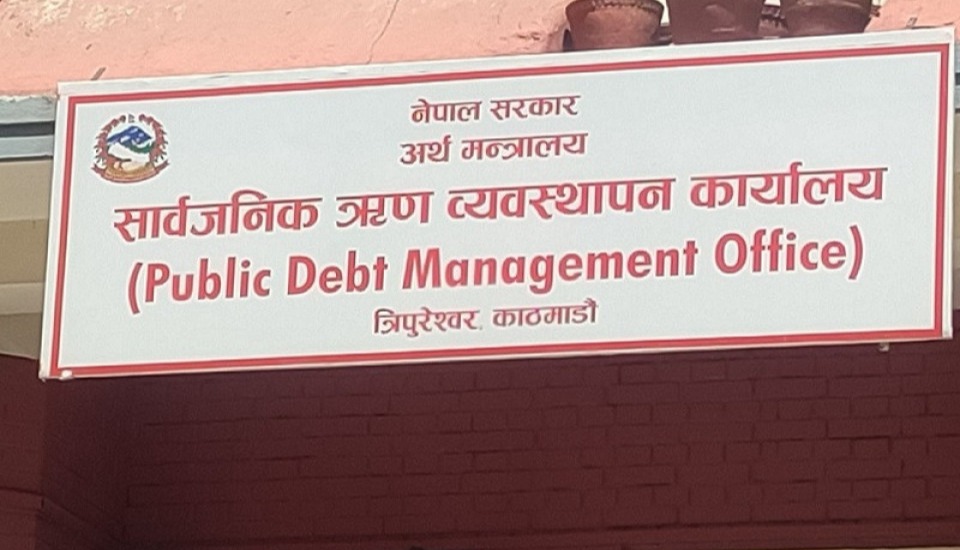 नेपाल सरकार
अर्थ मन्त्रालय
सार्वजनिक ऋण व्यवस्थापन कार्यालय
(Public Debt Management Office)
त्रिपुरेश्वर, काठमाडौ